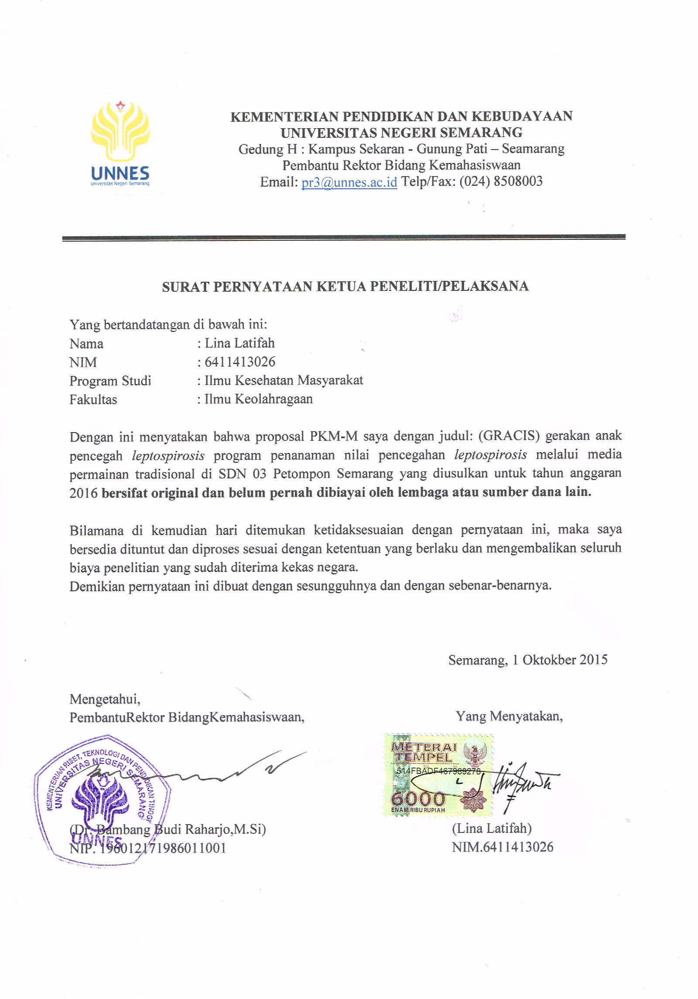 KEMENTERIAN PENDIDIKAN DAN KEBUDAYAAN
UNIVERSITAS NEGERI SEMARANG
Gedung H : Kampus Sekaran - Gunung Pati – Seamarang
Pembantu Rektor Bidang Kemahasiswaan
Email: pr3@unnes.ac.id Telp/Fax: (024) 8508003
UNNES
Universitas Negeri Semarang
SURAT PERNYATAAN KETUA PENELITI/PELAKSANA
Yang bertandatangan di bawah ini:
Nama : Lina Latifah
NIM : 6411413026
Program Studi : Ilmu Kesehatan Masyarakat
Fakultas : Ilmu Keolahragaan
Dengan ini menyatakan bahwa proposal PKM-M saya dengan judul: (GRACIS) gerakan anak
pencegah leptospirosis program penanaman nilai pencegahan leptospirosis melalui media
permainan tradisional di SDN 03 Petompon Semarang yang diusulkan untuk tahun anggaran
2016 bersifat original dan belum pernah dibiayai oleh lembaga atau sumber dana lain.
Bilamana di kemudian hari ditemukan ketidaksesuaian dengan pernyataan ini, maka saya
bersedia dituntut dan diproses sesuai dengan ketentuan yang berlaku dan mengembalikan seluruh
biaya penelitian yang sudah diterima kekas negara.
Demikian pernyataan ini dibuat dengan sesungguhnya dan dengan sebenar-benarnya.
Semarang, 1 Oktokber 2015
Mengetahui,
PembantuRektor BidangKemahasiswaan,
Yang Menyatakan,
KEMENTERIAN RISET, TEKNOLOGI DAN PENDIDIKAN TINGGI
UNIVERSITAS NEGERI SEMARANG
UNNES
METERAI
TEMPEL
TGL 20
514FBADF467989278
6000
ENAM RIBU RUPIAH
(Dr. Bambang Budi Raharjo,M.Si)
NIP. 196012171986011001
(Lina Latifah)
NIM.6411413026